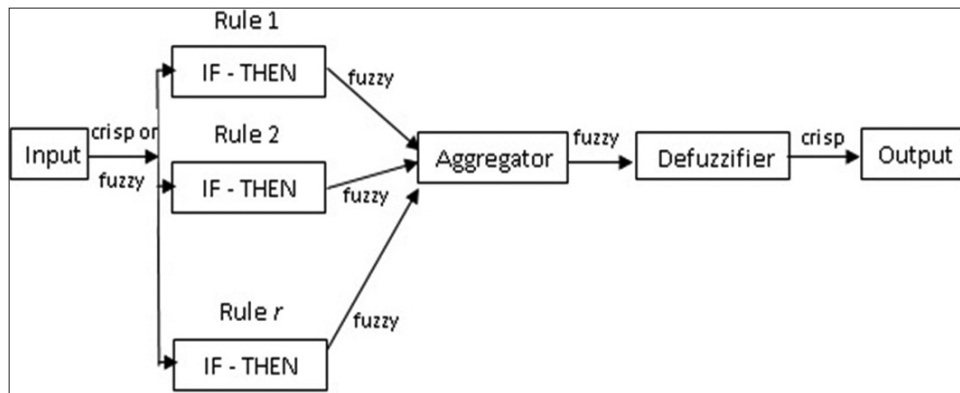 Rule 1
IF - THEN
fuzzy
Input
crisp or
fuzzy
Rule 2
IF - THEN
fuzzy
Aggregator
fuzzy
Defuzzifier
crisp
Output
Rule r
IF - THEN
fuzzy